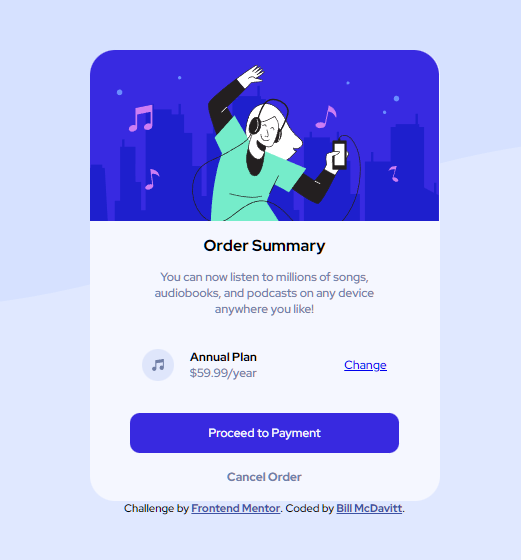 Order Summary
You can now listen to millions of songs,
audiobooks, and podcasts on any device
anywhere you like!
Annual Plan
$59.99/year
Change
Proceed to Payment
Cancel Order
Challenge by Frontend Mentor. Coded by Bill McDavitt.